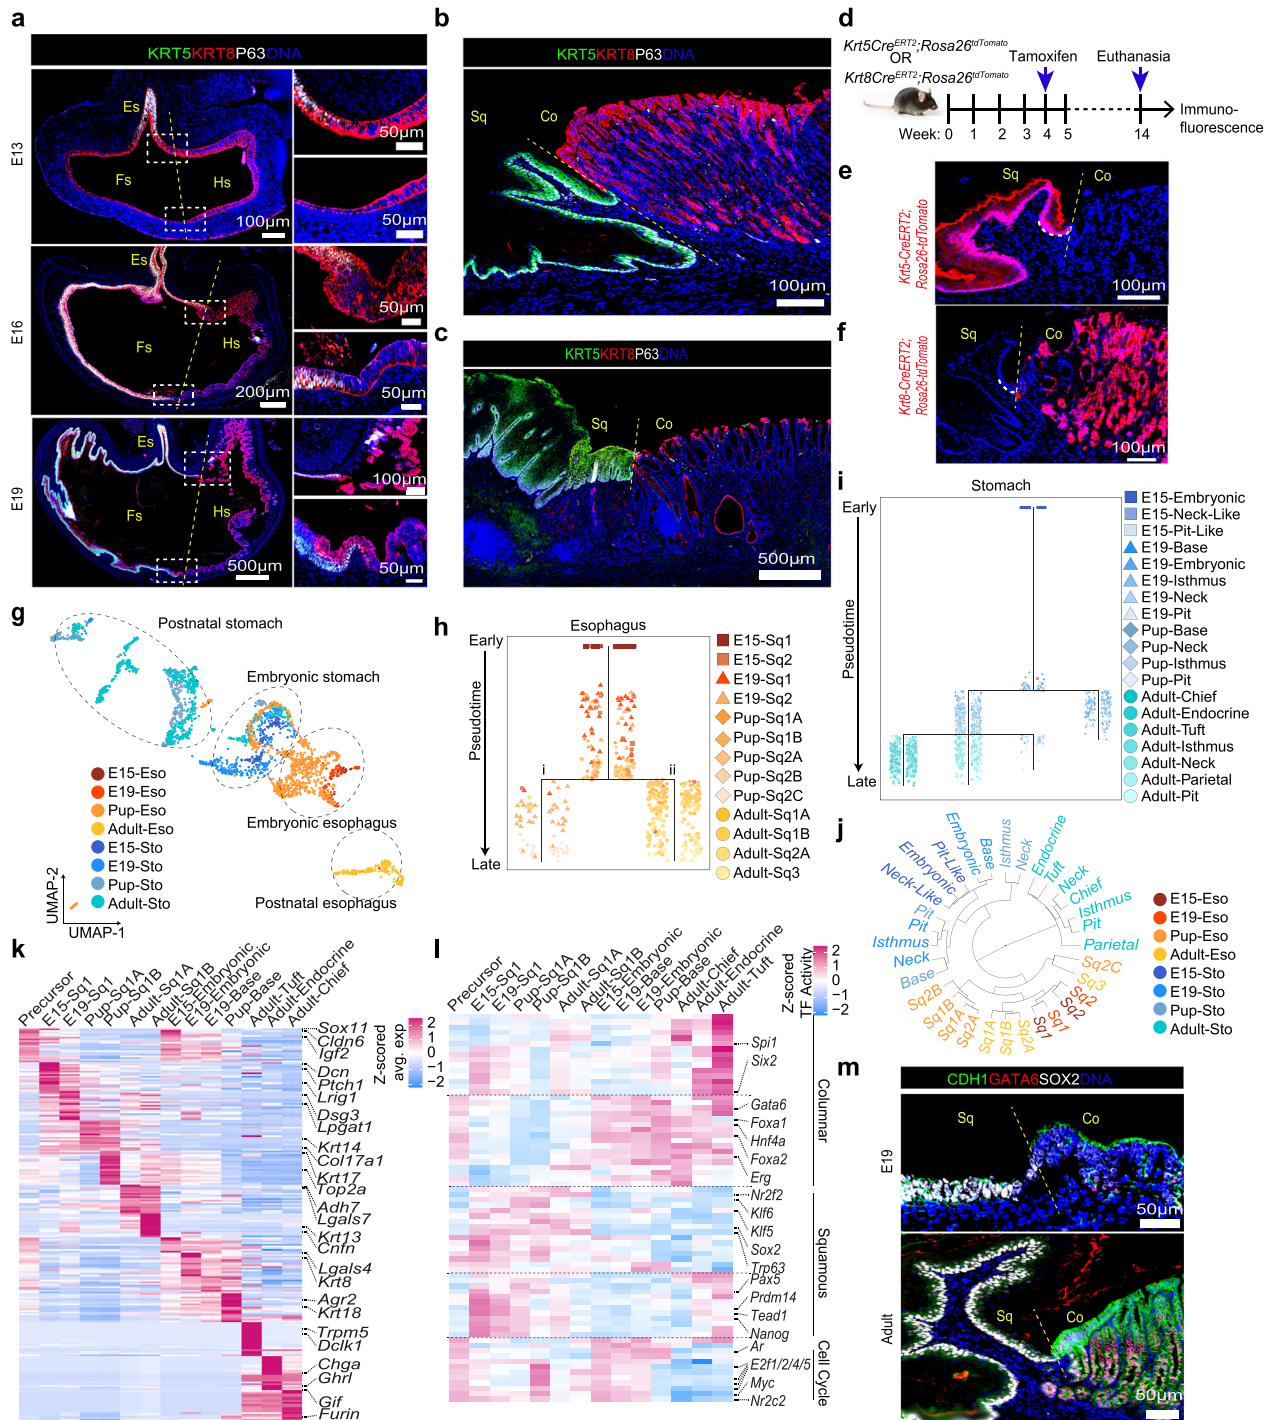 a
KRT5KRT8P63DNA
E13
Es
Fs
Hs
100µm
50µm
50µm
E16
Es
Fs
Hs
200µm
50µm
50µm
E19
Es
Fs
Hs
500µm
100µm
50µm
b
KRT5KRT8P63DNA
Sq
Co
100µm
c
KRT5KRT8P63DNA
Sq
Co
500µm
d
Krt5CreERT2;Rosa26tdTomato
OR
Krt8CreERT2;Rosa26tdTomato
Tamoxifen
Euthanasia
Immuno-
fluorescence
Week: 0 1 2 3 4 5 14
e
Krt5-CreERT2;
Rosa26-tdTomato
Sq
Co
100µm
f
Krt8-CreERT2;
Rosa26-tdTomato
Sq
Co
100µm
g
Postnatal stomach
Embryonic stomach
Embryonic esophagus
Postnatal esophagus
E15-Eso
E19-Eso
Pup-Eso
Adult-Eso
E15-Sto
E19-Sto
Pup-Sto
Adult-Sto
UMAP-2
UMAP-1
h
Esophagus
Early
Pseudotime
Late
i
ii
E15-Sq1
E15-Sq2
E19-Sq1
E19-Sq2
Pup-Sq1A
Pup-Sq1B
Pup-Sq2A
Pup-Sq2B
Pup-Sq2C
Adult-Sq1A
Adult-Sq1B
Adult-Sq2A
Adult-Sq3
i
Stomach
Early
Pseudotime
Late
E15-Embryonic
E15-Neck-Like
E15-Pit-Like
E19-Base
E19-Embryonic
E19-Isthmus
E19-Neck
E19-Pit
Pup-Base
Pup-Neck
Pup-Isthmus
Pup-Pit
Adult-Chief
Adult-Endocrine
Adult-Tuft
Adult-Isthmus
Adult-Neck
Adult-Parietal
Adult-Pit
j
Neck-Like
Embryonic
Pit-Like
Embryonic
Base
Isthmus
Neck
Endocrine
Tuft
Neck
Chief
Isthmus
Pit
Parietal
Sq2C
Sq3
Sq2
Sq2
Sq1
Sq1
Sq2A
Sq1B
Sq1A
Sq2A
Sq1A
Sq1B
Sq2B
Base
Neck
Isthmus
Pit
Pit
E15-Eso
E19-Eso
Pup-Eso
Adult-Eso
E15-Sto
E19-Sto
Pup-Sto
Adult-Sto
k
Precursor
E15-Sq1
E19-Sq1
Pup-Sq1A
Pup-Sq1B
Adult-Sq1A
Adult-Sq1B
E15-Embryonic
E19-Embryonic
E19-Base
Pup-Base
Adult-Tuft
Adult-Endocrine
Adult-Chief
Z-scored
avg. exp
2
1
0
−1
−2
Sox11
Cldn6
Igf2
Dcn
Ptch1
Lrig1
Dsg3
Lpgat1
Krt14
Col17a1
Krt17
Top2a
Adh7
Lgals7
Krt13
Cnfn
Lgals4
Krt8
Agr2
Krt18
Trpm5
Dclk1
Chga
Ghrl
Gif
Furin
l
Precursor
E15-Sq1
E19-Sq1A
Pup-Sq1A
Pup-Sq1B
Adult-Sq1A
Adult-Sq1B
E15-Embryonic
E19-Base
E19-Embryonic
Pup-Base
Adult-Chief
Adult-Endocrine
Adult-Tuft
Z-scored
TF Activity
2
1
0
−1
−2
Spi1
Six2
Gata6
Foxa1
Hnf4a
Foxa2
Erg
Nr2f2
Klf6
Klf5
Sox2
Trp63
Pax5
Prdm14
Tead1
Nanog
Ar
E2f1/2/4/5
Myc
Nr2c2
Columnar
Squamous
Cell Cycle
m
CDH1GATA6SOX2DNA
E19
Sq
Co
50µm
Adult
Sq
Co
50µm